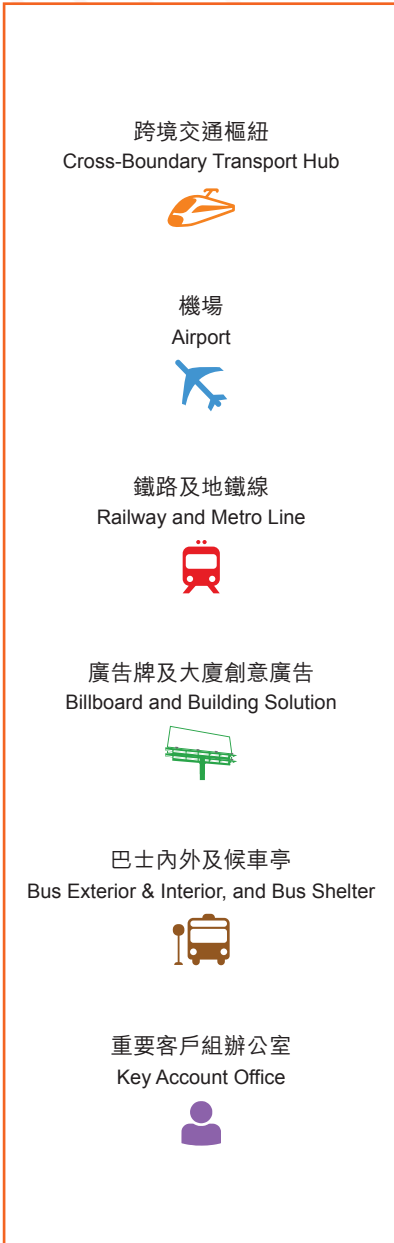 跨境交通樞紐
Cross-Boundary Transport Hub
機場
Airport
鐵路及地鐵線
Railway and Metro Line
廣告牌及大廈創意廣告
Billboard and Building Solution
巴士內外及候車亭
Bus Exterior & Interior, and Bus Shelter
重要客戶組辦公室
Key Account Office